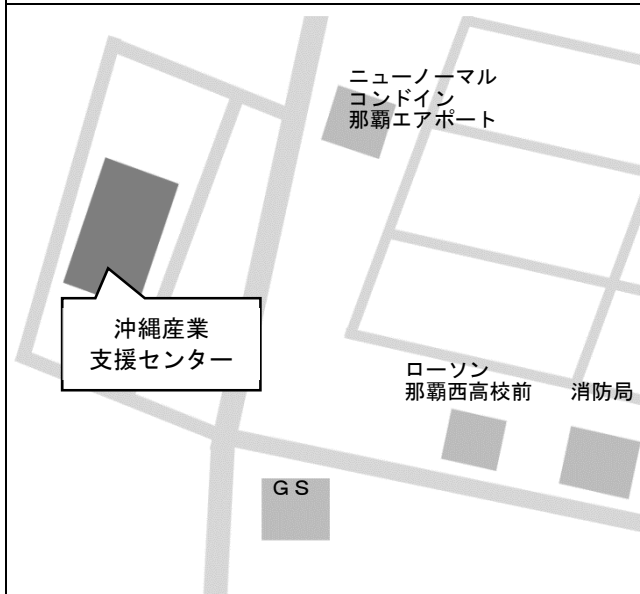 ニューノーマル
コンドイン
那覇エアポート
沖縄産業
支援センター
ローソン
那覇西高校前
消防局
ＧＳ